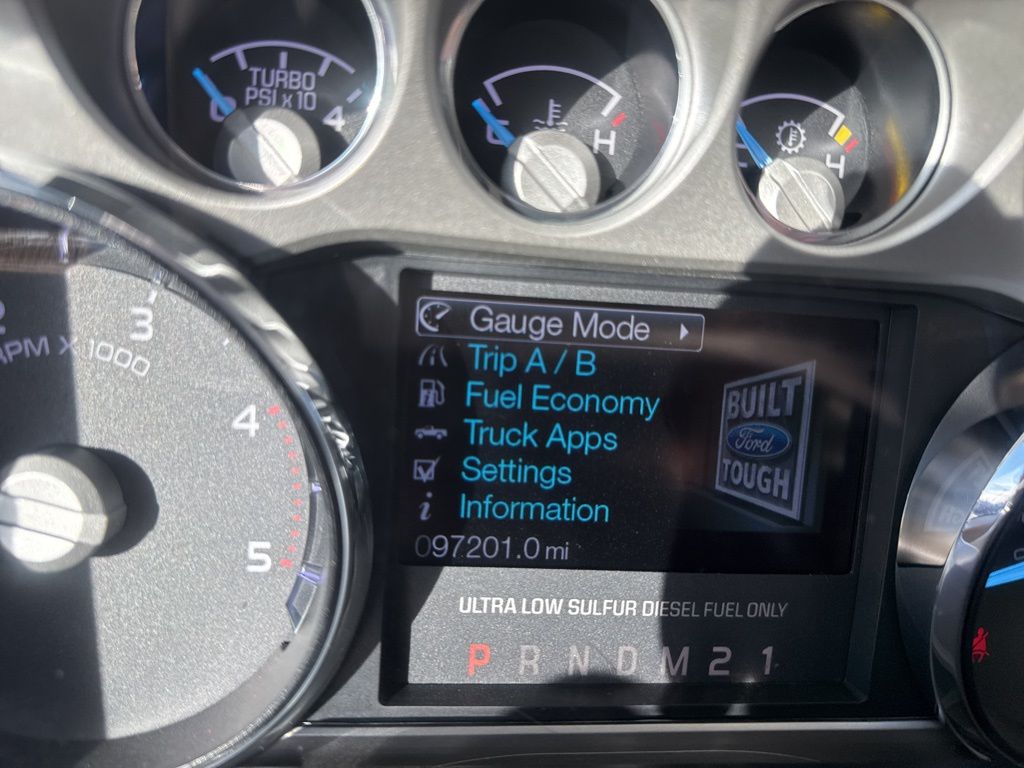 TURBO
PSI x 10
0 4
C H
H
3
RPM X 1000
4
5
Gauge Mode
Trip A / B
Fuel Economy
Truck Apps
Settings
Information
097201.0 mi
BUILT
Ford
TOUGH
ULTRA LOW SULFUR DIESEL FUEL ONLY
P R N D M 2 1